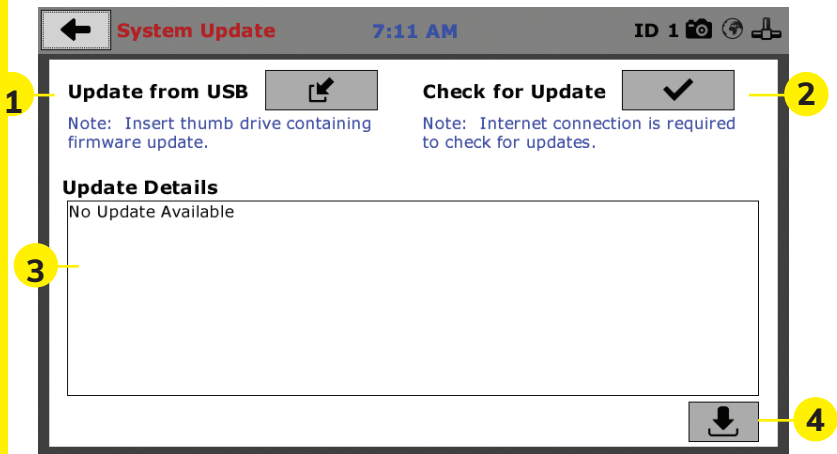 System Update 7:11 AM ID 1
1 Update from USB Check for Update 2
Note: Insert thumb drive containing
firmware update.
Note: Internet connection is required
to check for updates.
Update Details
No Update Available
3
4